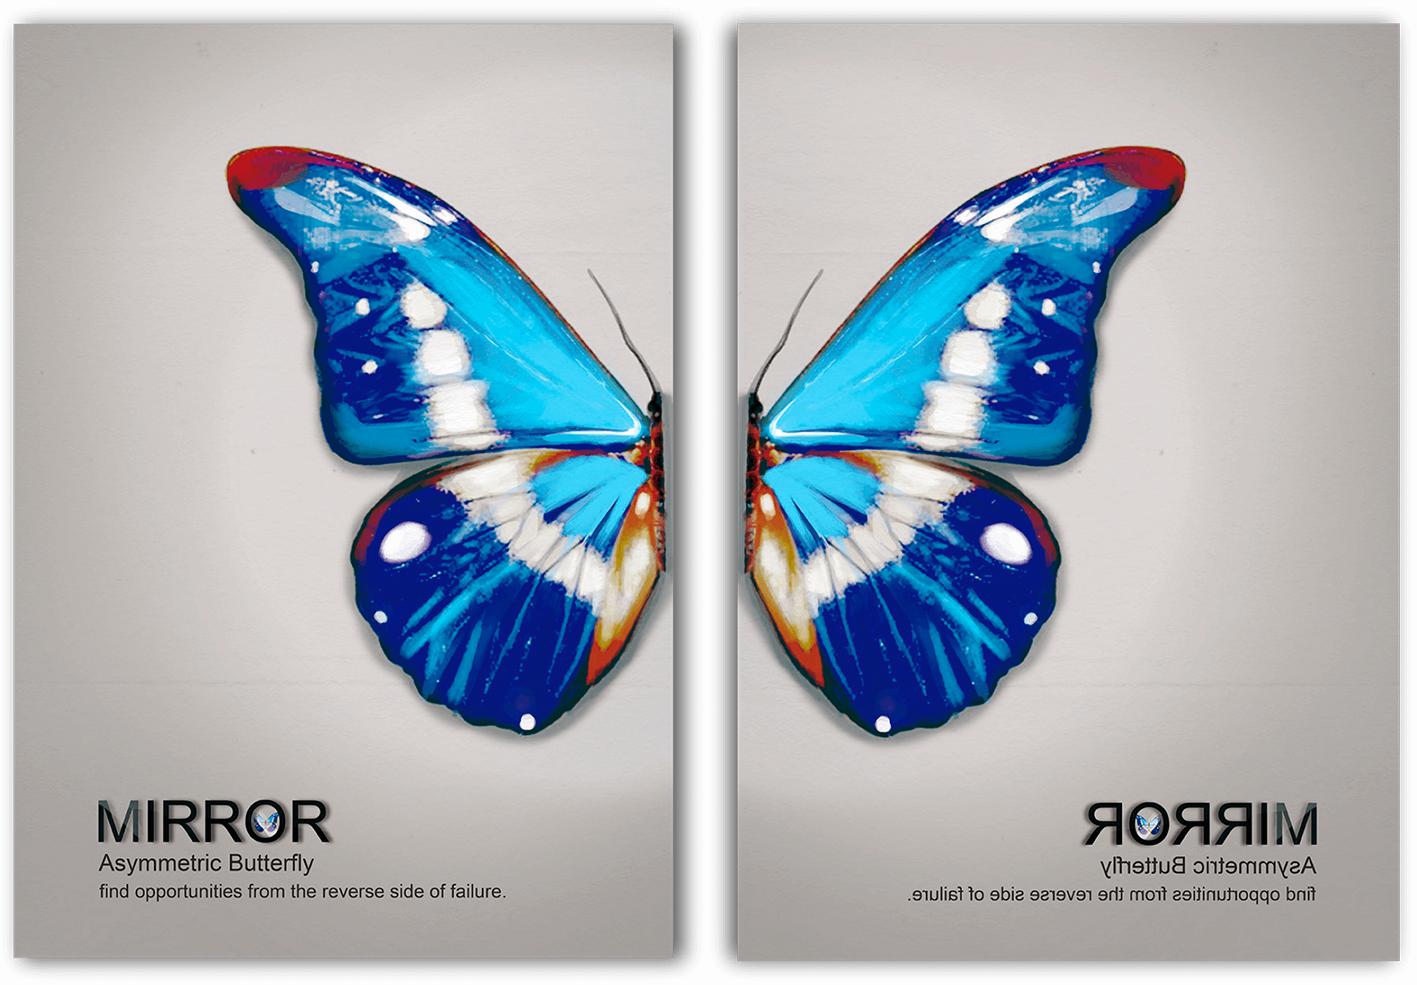 MIRROR
Asymmetric Butterfly
find opportunities from the reverse side of failure.
MIRROR
Asymmetric Butterfly
find opportunities from the reverse side of failure.